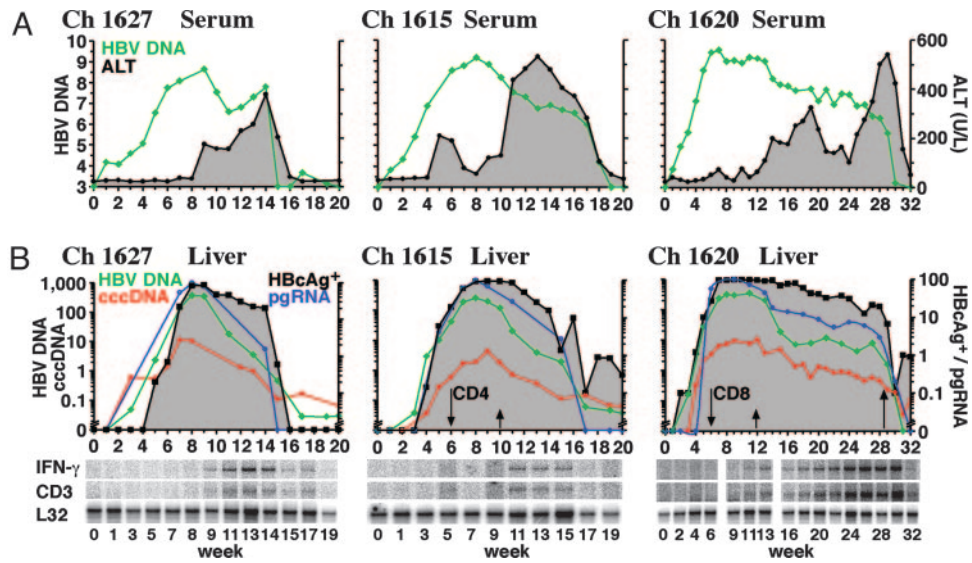 A
Ch 1627 Serum
Ch 1615 Serum
Ch 1620 Serum
HBV DNA
ALT
HBV DNA
10
9
8
7
6
5
4
3
0 2 4 6 8 10 12 14 16 18 20
0 2 4 6 8 10 12 14 16 18 20
0 4 8 12 16 20 24 28 32
600
400
200
0
ALT (U/L)
B
Ch 1627 Liver
Ch 1615 Liver
Ch 1620 Liver
HBV DNA HBcAg+
cccDNA pgRNA
HBV DNA
cccDNA
1,000
100
10
1
0.1
0
CD4
CD8
100
10
1
0.1
0
HBcAg+ / pgRNA
0 2 4 6 8 10 12 14 16 18 20
0 2 4 6 8 10 12 14 16 18 20
0 4 8 12 16 20 24 28 32
IFN-γ
CD3
L32
0 1 3 5 7 8 9 11 13 14 15 17 19
0 1 3 5 7 9 11 13 15 17 19
0 2 4 6 9 11 13 16 20 24 28 32
week
week
week